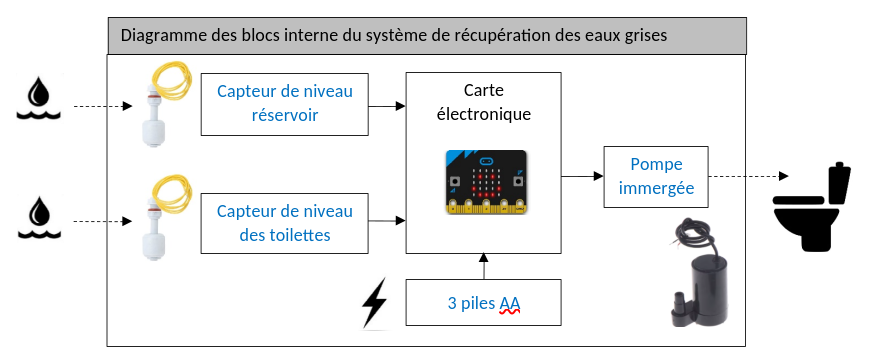 Diagramme des blocs interne du système de récupération des eaux grises
Capteur de niveau
réservoir
Carte
électronique
Pompe
immergée
Capteur de niveau
des toilettes
3 piles AA